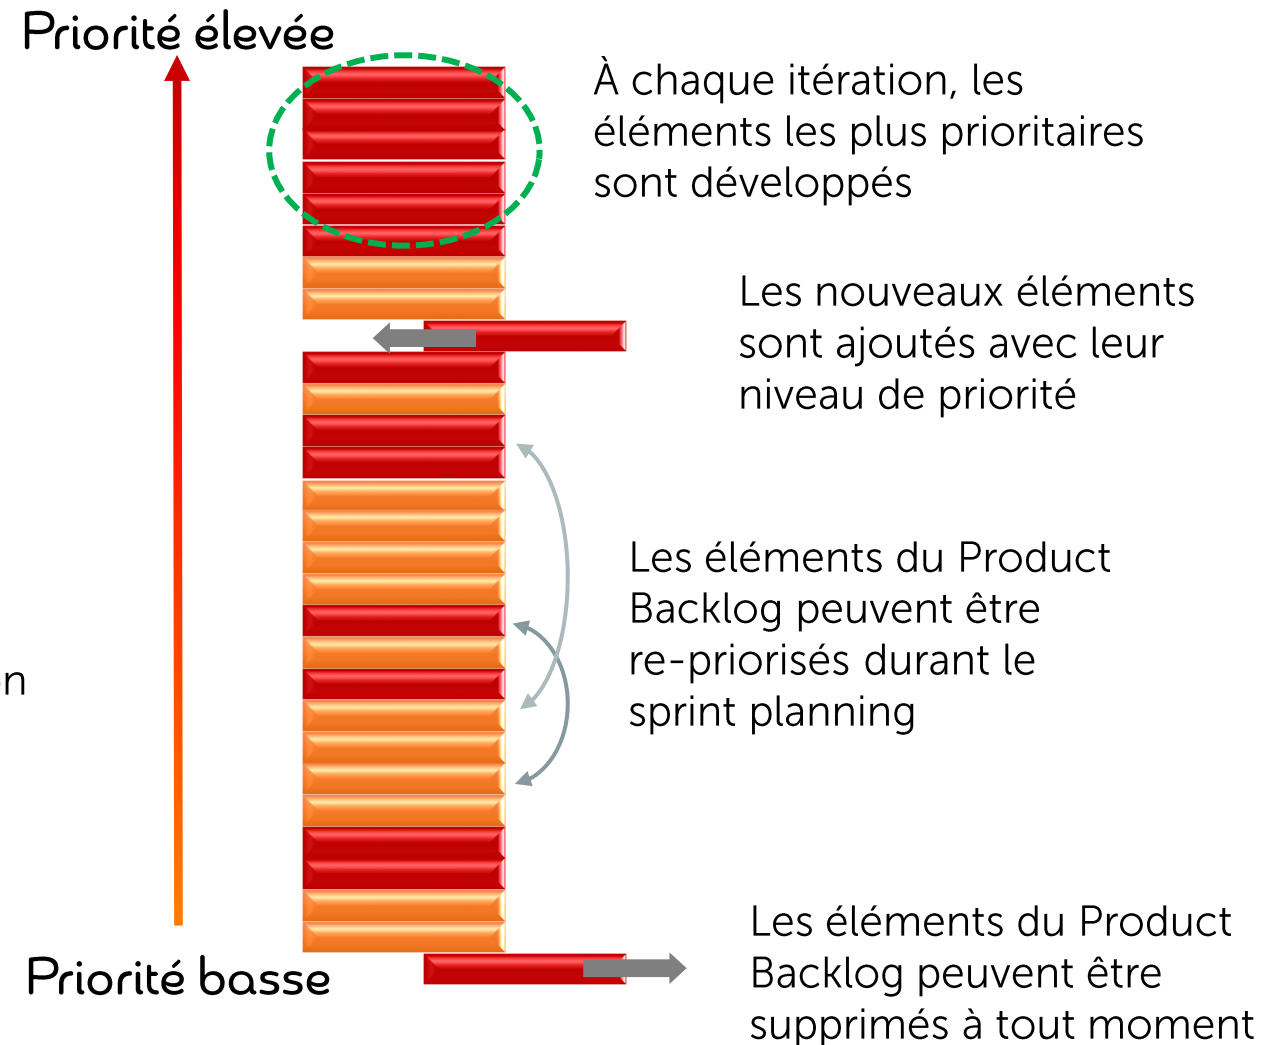 Priorité élevée
À chaque itération, les
éléments les plus prioritaires
sont développés
Les nouveaux éléments
sont ajoutés avec leur
niveau de priorité
Les éléments du Product
Backlog peuvent être
re-priorisés durant le
sprint planning
n
Priorité basse
Les éléments du Product
Backlog peuvent être
supprimés à tout moment